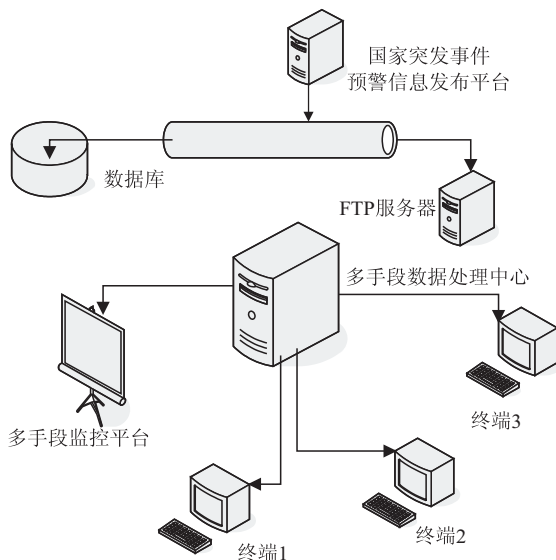 国家突发事件
预警信息发布平台
数据库
FTP服务器
多手段数据处理中心
终端3
多手段监控平台
终端2
终端1